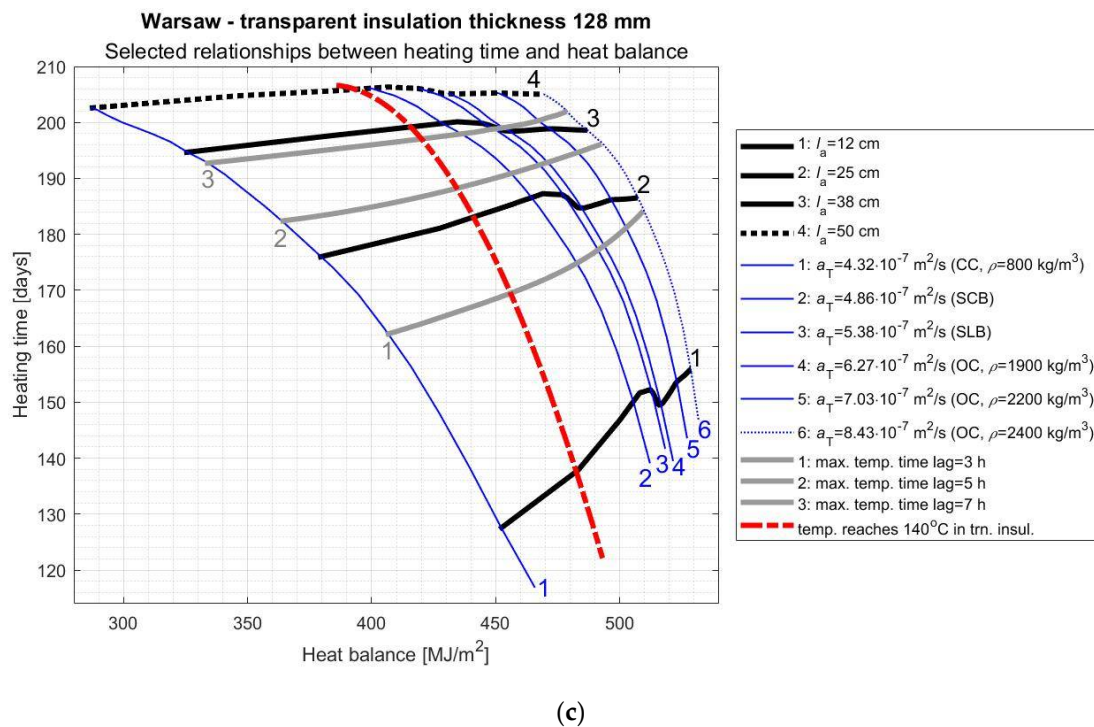 Warsaw - transparent insulation thickness 128 mm
Selected relationships between heating time and heat balance
210
200
190
180
170
160
150
140
130
120
Heating time [days]
300
350
400
450
500
Heat balance [MJ/m²]
4
3
2
1
3
2
1
1
2
3
4
5
6
1: lₐ=12 cm
2: lₐ=25 cm
3: lₐ=38 cm
4: lₐ=50 cm
1: a_T=4.32·10⁻⁷ m²/s (CC, ρ=800 kg/m³)
2: a_T=4.86·10⁻⁷ m²/s (SCB)
3: a_T=5.38·10⁻⁷ m²/s (SLB)
4: a_T=6.27·10⁻⁷ m²/s (OC, ρ=1900 kg/m³)
5: a_T=7.03·10⁻⁷ m²/s (OC, ρ=2200 kg/m³)
6: a_T=8.43·10⁻⁷ m²/s (OC, ρ=2400 kg/m³)
1: max. temp. time lag=3 h
2: max. temp. time lag=5 h
3: max. temp. time lag=7 h
temp. reaches 140°C in trn. insul.
(c)